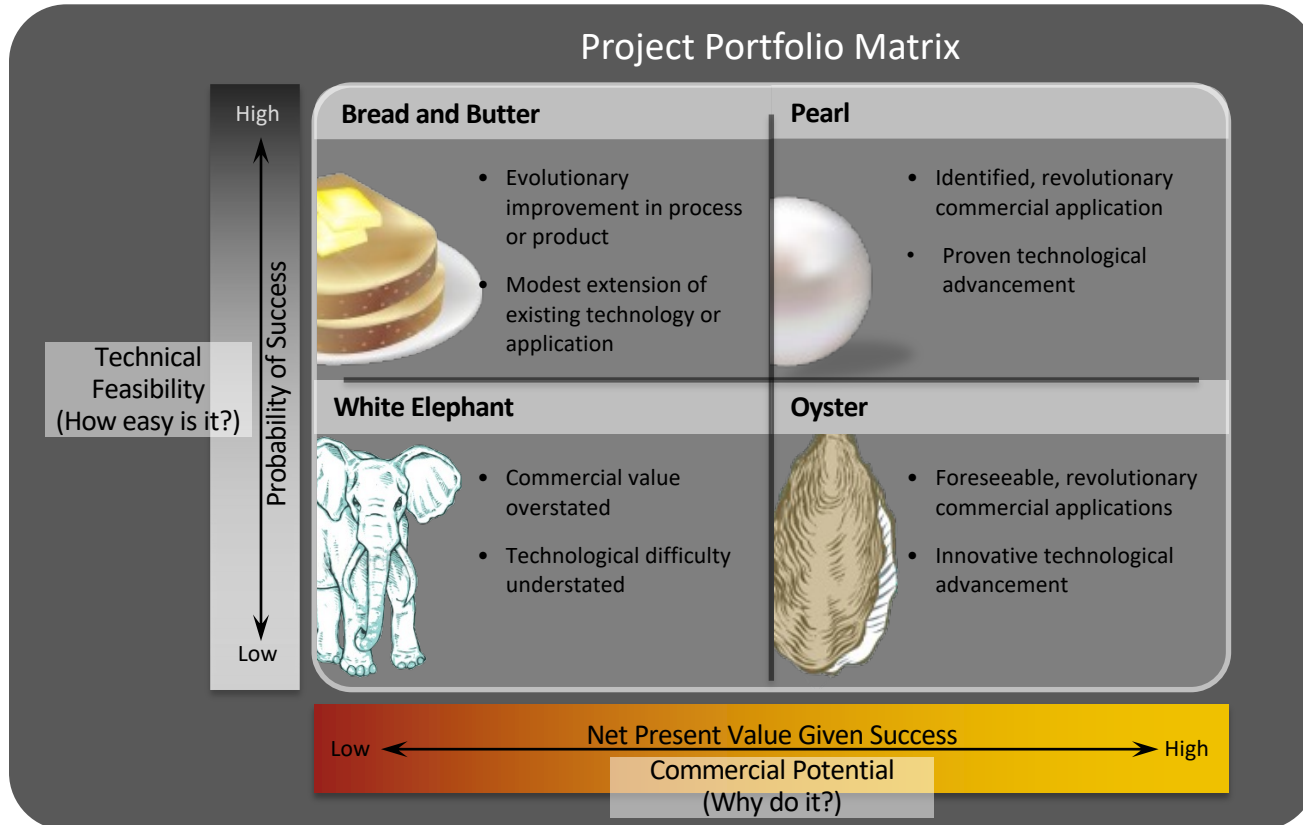 Project Portfolio Matrix
High
Probability of Success
Low
Technical
Feasibility
(How easy is it?)
Bread and Butter
• Evolutionary
improvement in process
or product
• Modest extension of
existing technology or
application
Pearl
• Identified, revolutionary
commercial application
• Proven technological
advancement
White Elephant
• Commercial value
overstated
• Technological difficulty
understated
Oyster
• Foreseeable, revolutionary
commercial applications
• Innovative technological
advancement
Low
Net Present Value Given Success
High
Commercial Potential
(Why do it?)